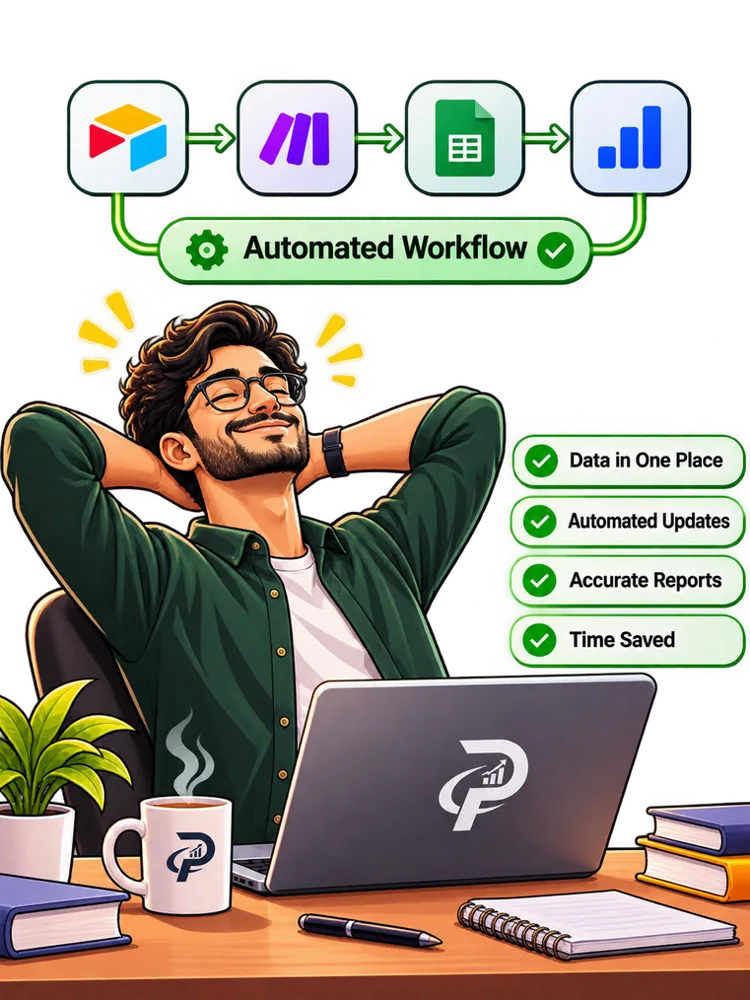 Automated Workflow
Data in One Place
Automated Updates
Accurate Reports
Time Saved